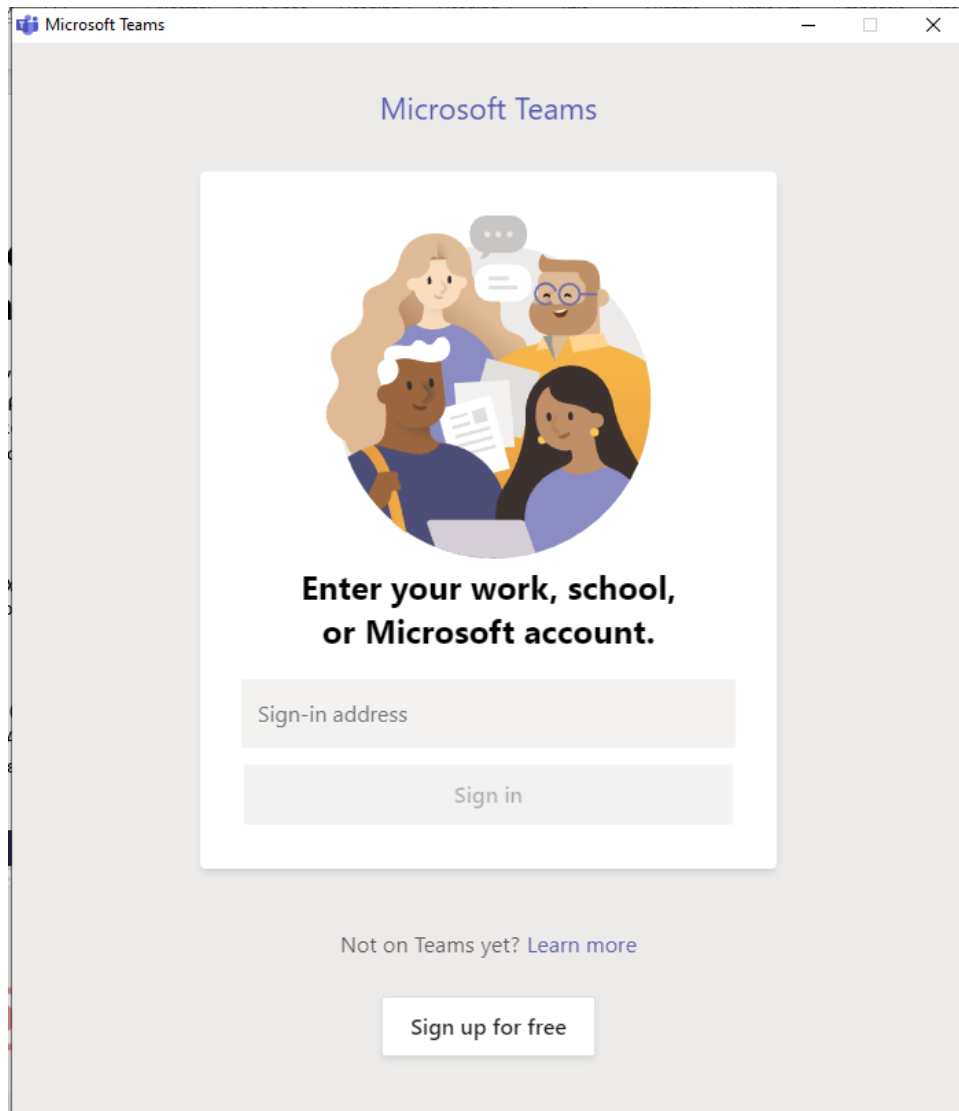 Microsoft Teams
Microsoft Teams
Enter your work, school,
or Microsoft account.
Sign-in address
Sign in
Not on Teams yet? Learn more
Sign up for free